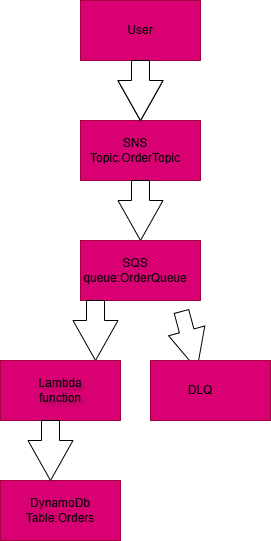 User
SNS
Topic:OrderTopic
SQS
queue:OrderQueue
Lambda
function
DLQ
DynamoDb
Table:Orders